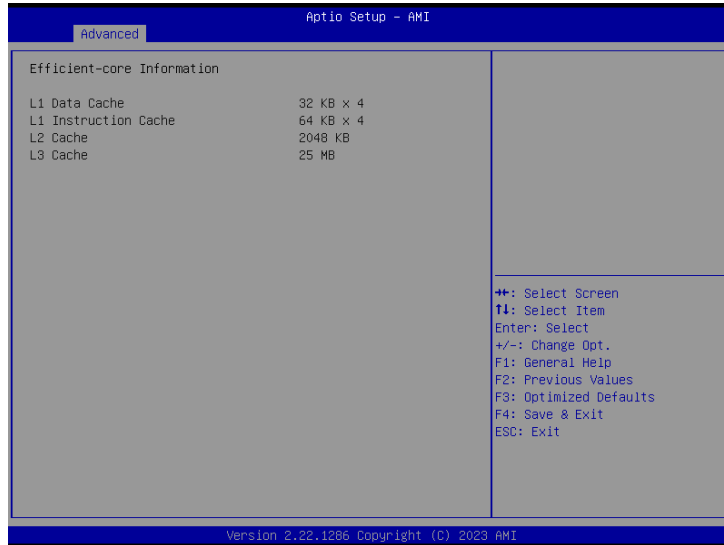 Aptio Setup - AMI
Advanced
Efficient-core Information
L1 Data Cache 32 KB x 4
L1 Instruction Cache 64 KB x 4
L2 Cache 2048 KB
L3 Cache 25 MB
→←: Select Screen
↑↓: Select Item
Enter: Select
+/-: Change Opt.
F1: General Help
F2: Previous Values
F3: Optimized Defaults
F4: Save & Exit
ESC: Exit
Version 2.22.1286 Copyright (C) 2023 AMI